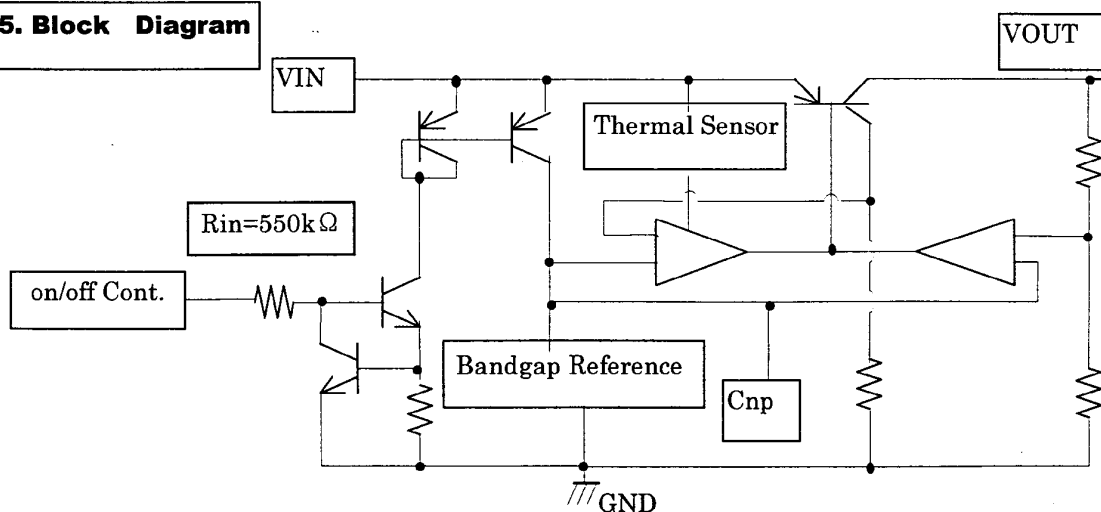 5. Block Diagram
VIN
VOUT
Thermal Sensor
Rin=550kΩ
on/off Cont.
Bandgap Reference
Cnp
GND